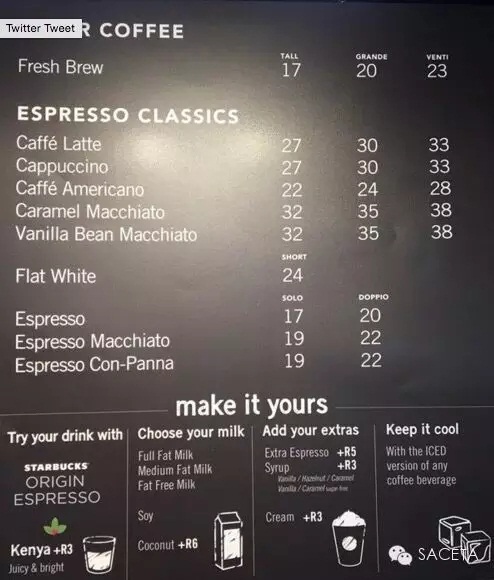 Twitter Tweet
R COFFEE
TALL GRANDE VENTI
Fresh Brew 17 20 23
ESPRESSO CLASSICS
Caffé Latte 27 30 33
Cappuccino 27 30 33
Caffé Americano 22 24 28
Caramel Macchiato 32 35 38
Vanilla Bean Macchiato 32 35 38
SHORT
Flat White 24
SOLO DOPPIO
Espresso 17 20
Espresso Macchiato 19 22
Espresso Con-Panna 19 22
make it yours
Try your drink with
STARBUCKS
ORIGIN
ESPRESSO
Kenya +R3
Juicy & bright
Choose your milk
Full Fat Milk
Medium Fat Milk
Fat Free Milk
Soy
Coconut +R6
Add your extras
Extra Espresso +R5
Syrup +R3
Vanilla / Hazelnut / Caramel
Vanilla / Caramel sugar-free
Cream +R3
Keep it cool
With the ICED
version of any
coffee beverage
SACETA